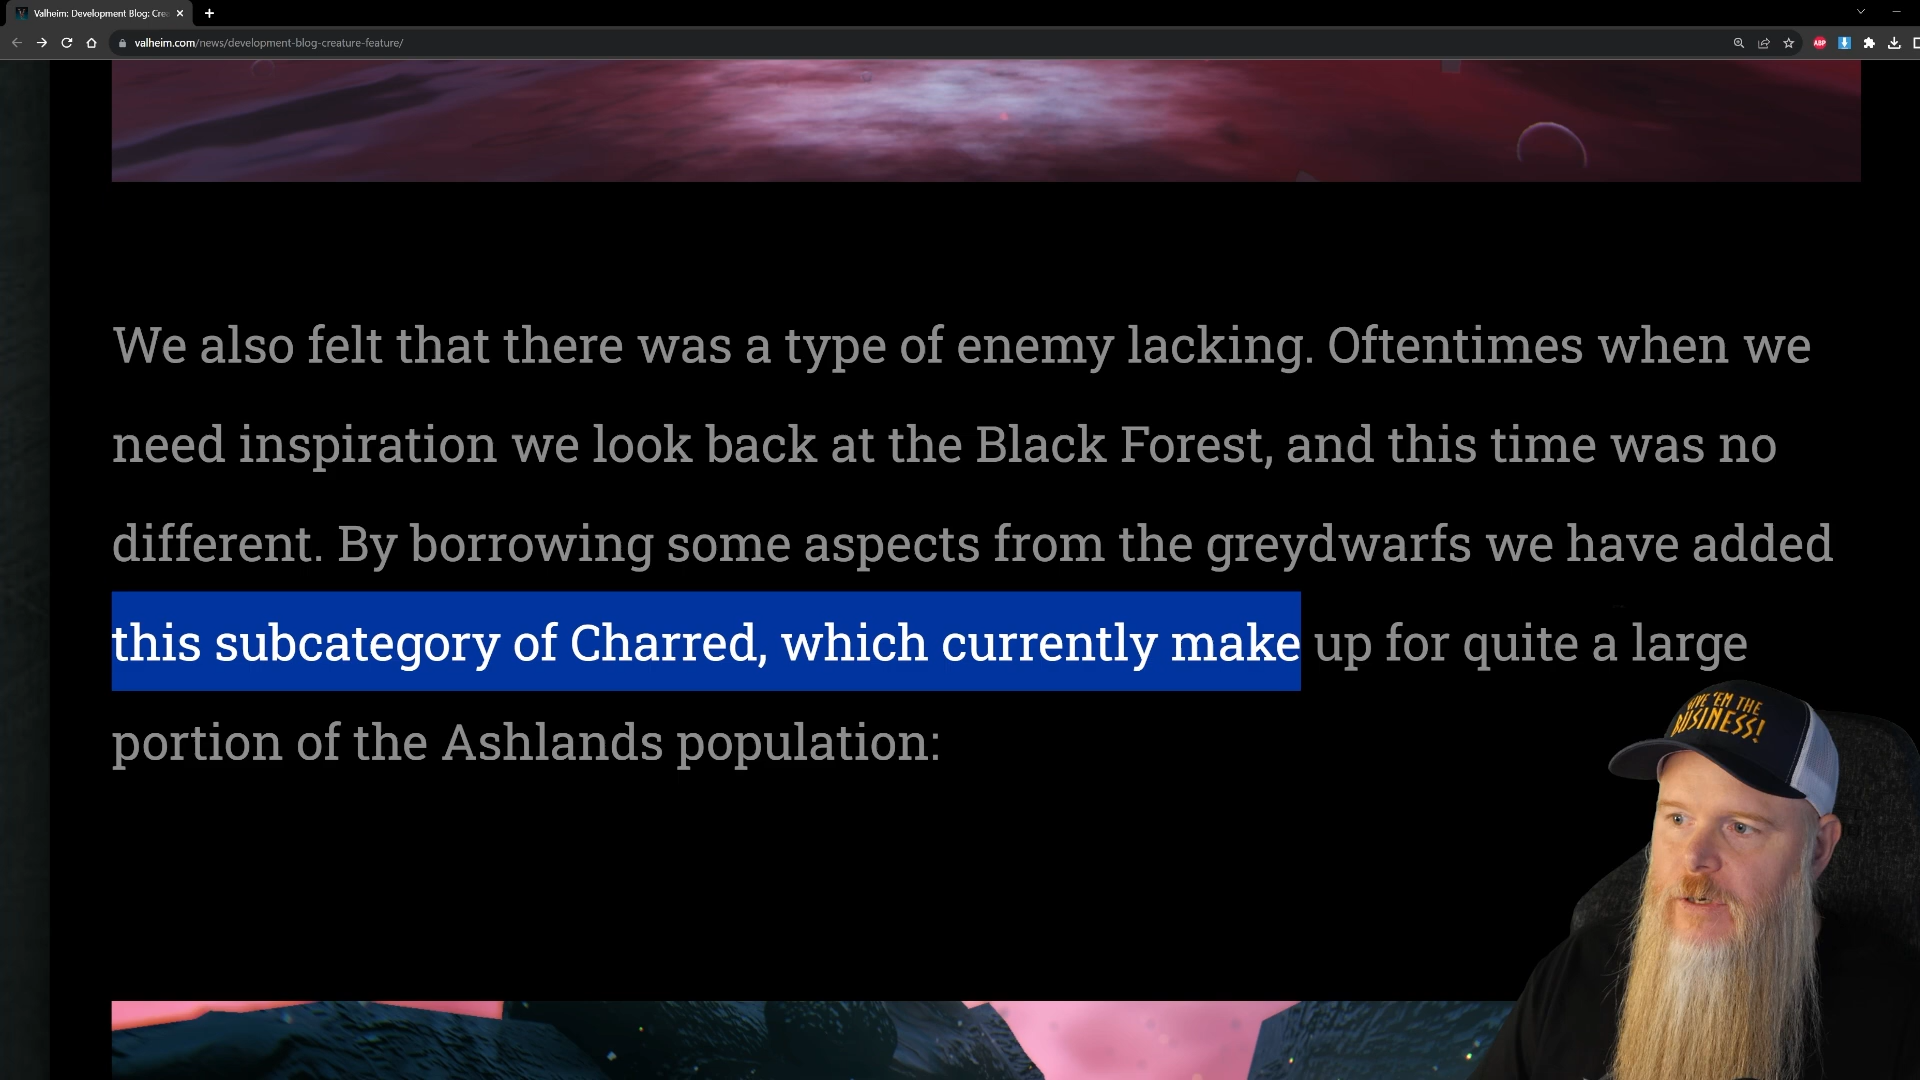 Valheim: Development Blog: Crea
valheim.com/news/development-blog-creature-feature/
ABP
We also felt that there was a type of enemy lacking. Oftentimes when we
need inspiration we look back at the Black Forest, and this time was no
different. By borrowing some aspects from the greydwarfs we have added
this subcategory of Charred, which currently make up for quite a large
portion of the Ashlands population:
'EM THE
BUSINESS!